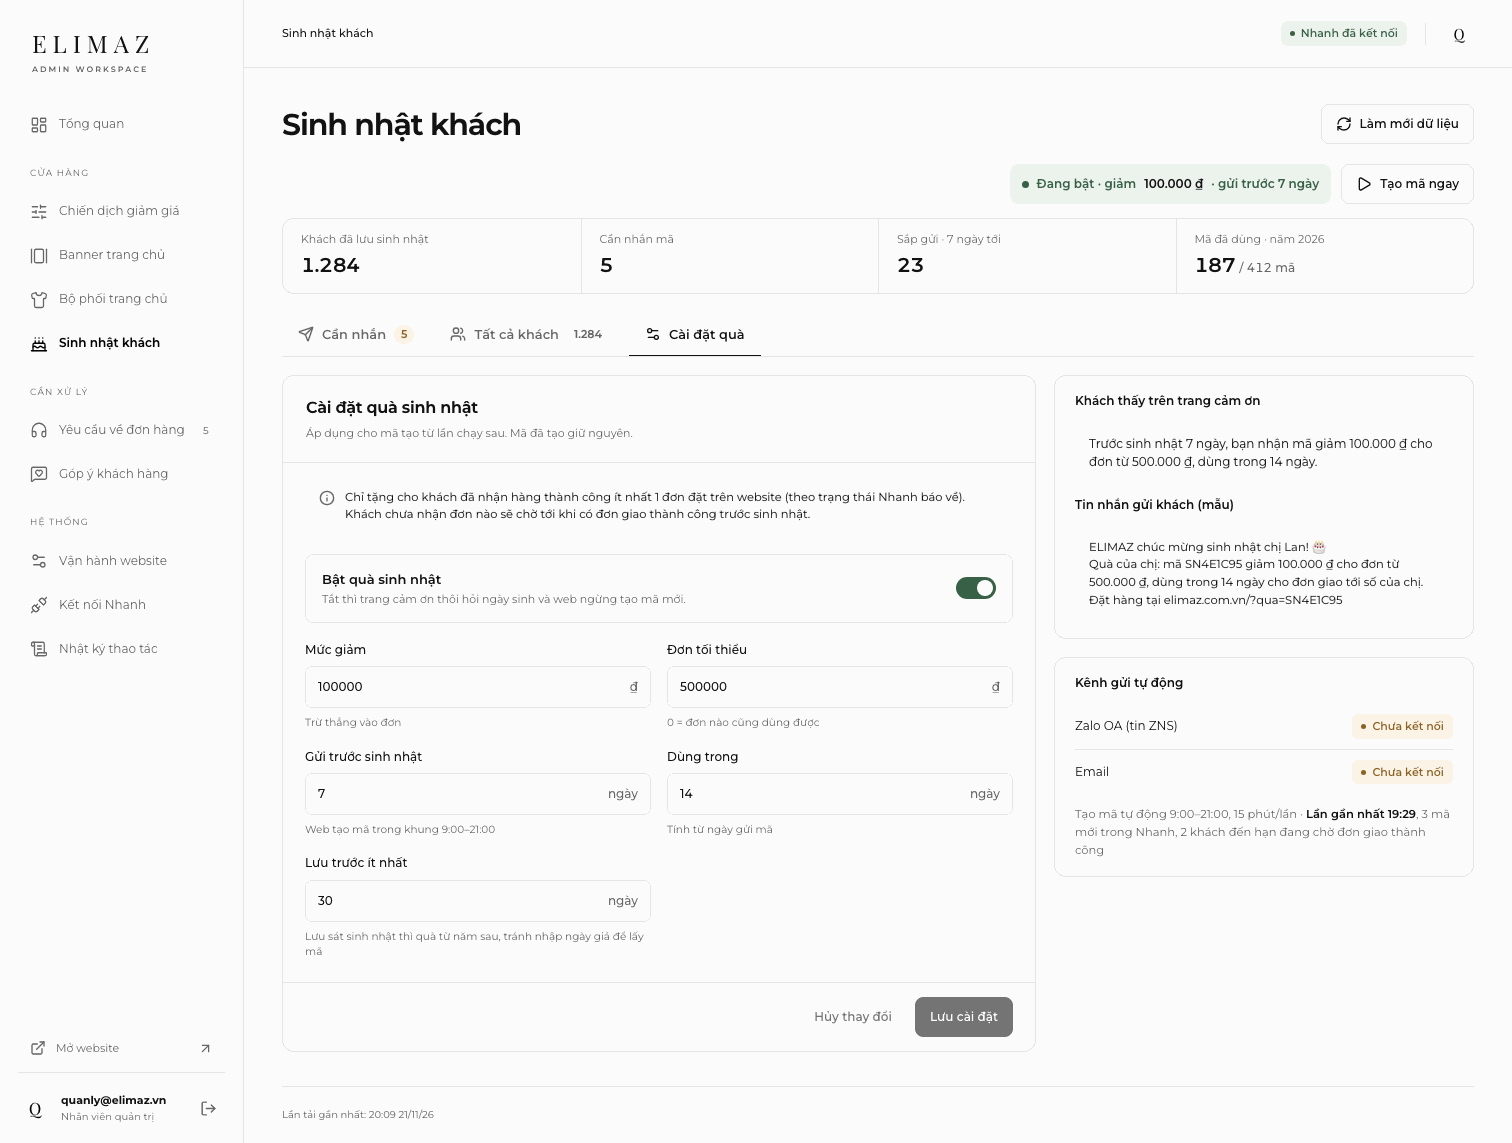 ELIMAZ
ADMIN WORKSPACE
Tổng quan
CỬA HÀNG
Chiến dịch giảm giá
Banner trang chủ
Bộ phối trang chủ
Sinh nhật khách
CẦN XỬ LÝ
Yêu cầu về đơn hàng 5
Góp ý khách hàng
HỆ THỐNG
Vận hành website
Kết nối Nhanh
Nhật ký thao tác
Mở website
Q
quanly@elimaz.vn
Nhân viên quản trị
Sinh nhật khách
Nhanh đã kết nối
Q
Sinh nhật khách
Làm mới dữ liệu
Đang bật · giảm 100.000 ₫ · gửi trước 7 ngày
Tạo mã ngay
Khách đã lưu sinh nhật
1.284
Cần nhắn mã
5
Sắp gửi · 7 ngày tới
23
Mã đã dùng · năm 2026
187 / 412 mã
Cần nhắn 5
Tất cả khách 1.284
Cài đặt quà
Cài đặt quà sinh nhật
Áp dụng cho mã tạo từ lần chạy sau. Mã đã tạo giữ nguyên.
Chỉ tặng cho khách đã nhận hàng thành công ít nhất 1 đơn đặt trên website (theo trạng thái Nhanh báo về).
Khách chưa nhận đơn nào sẽ chờ tới khi có đơn giao thành công trước sinh nhật.
Bật quà sinh nhật
Tắt thì trang cảm ơn thôi hỏi ngày sinh và web ngừng tạo mã mới.
Mức giảm
100000 ₫
Trừ thẳng vào đơn
Đơn tối thiểu
500000 ₫
0 = đơn nào cũng dùng được
Gửi trước sinh nhật
7 ngày
Web tạo mã trong khung 9:00–21:00
Dùng trong
14 ngày
Tính từ ngày gửi mã
Lưu trước ít nhất
30 ngày
Lưu sát sinh nhật thì quà từ năm sau, tránh nhập ngày giả để lấy
mã
Hủy thay đổi
Lưu cài đặt
Khách thấy trên trang cảm ơn
Trước sinh nhật 7 ngày, bạn nhận mã giảm 100.000 ₫ cho
đơn từ 500.000 ₫, dùng trong 14 ngày.
Tin nhắn gửi khách (mẫu)
ELIMAZ chúc mừng sinh nhật chị Lan! 🎂
Quà của chị: mã SN4E1C95 giảm 100.000 ₫ cho đơn từ
500.000 ₫, dùng trong 14 ngày cho đơn giao tới số của chị.
Đặt hàng tại elimaz.com.vn/?qua=SN4E1C95
Kênh gửi tự động
Zalo OA (tin ZNS)
Chưa kết nối
Email
Chưa kết nối
Tạo mã tự động 9:00–21:00, 15 phút/lần · Lần gần nhất 19:29, 3 mã
mới trong Nhanh, 2 khách đến hạn đang chờ đơn giao thành
công
Lần tải gần nhất: 20:09 21/11/26